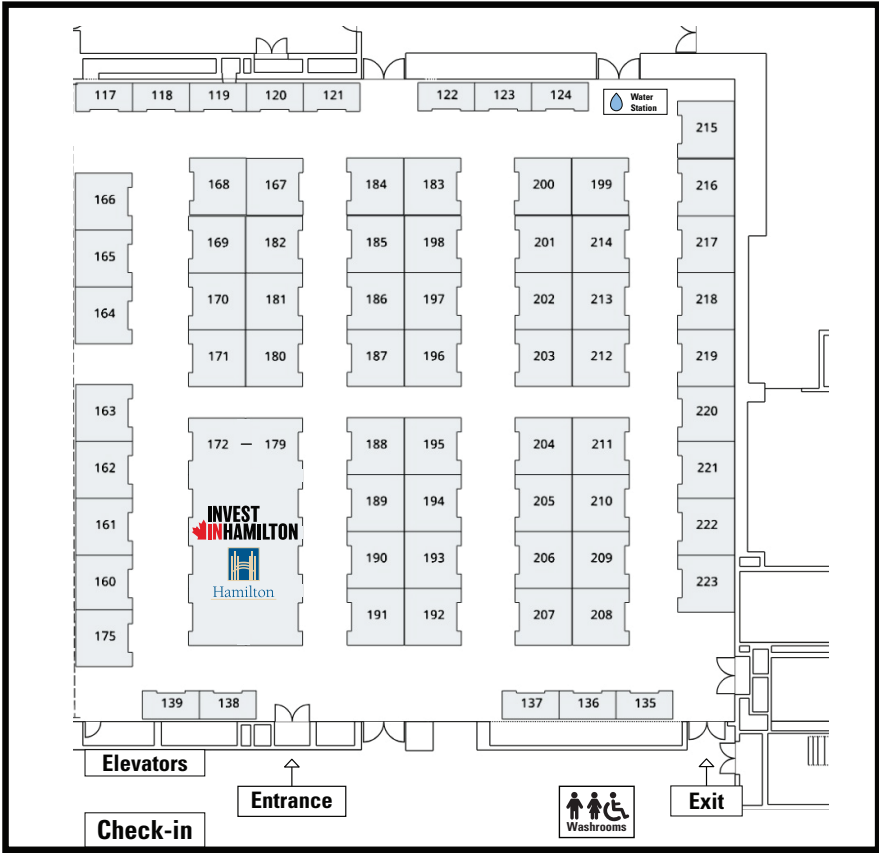 117 118 119 120 121 122 123 124
Water
Station
215
168 167 184 183 200 199 216
166
169 182 185 198 201 214 217
165
170 181 186 197 202 213 218
164
171 180 187 196 203 212 219
163 220
172 — 179 188 195 204 211
162 221
189 194 205 210
INVEST
INHAMILTON
161 222
190 193 206 209
160 223
Hamilton
191 192 207 208
175
139 138 137 136 135
Elevators
Entrance
Exit
Washrooms
Check-in